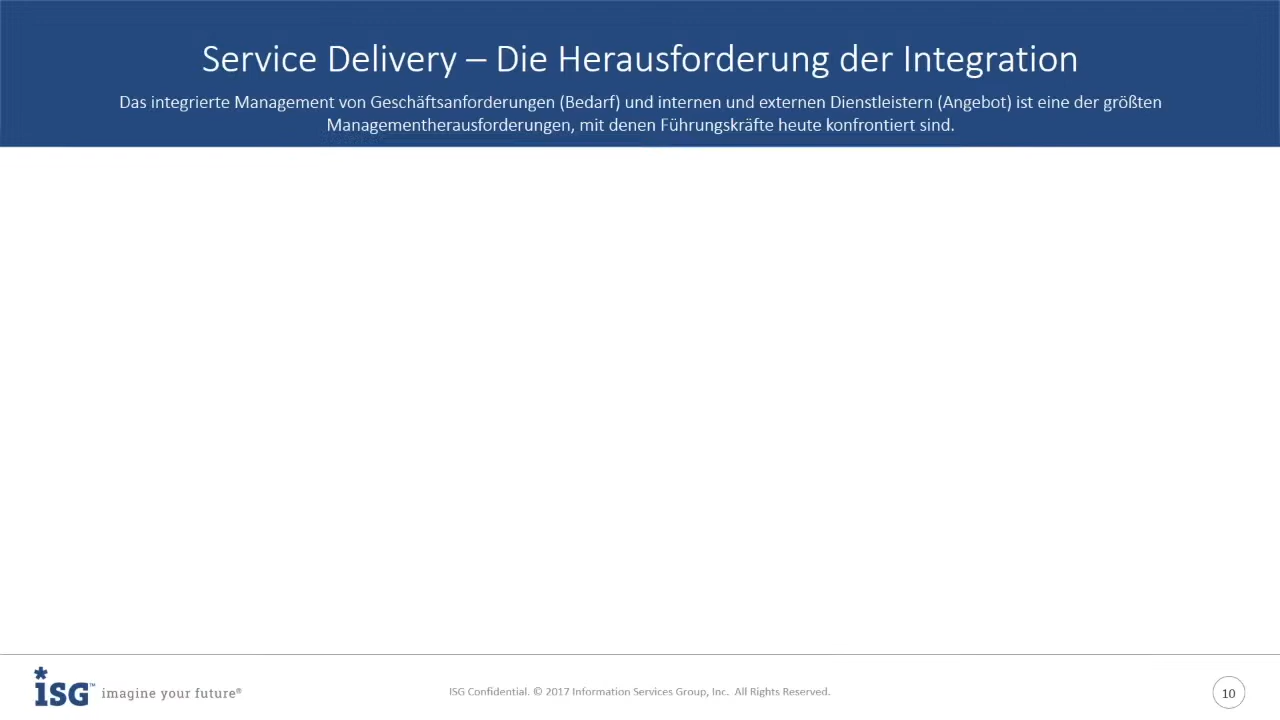 Service Delivery – Die Herausforderung der Integration
Das integrierte Management von Geschäftsanforderungen (Bedarf) und internen und externen Dienstleistern (Angebot) ist eine der größten
Managementherausforderungen, mit denen Führungskräfte heute konfrontiert sind.
ISG™ imagine your future®
ISG Confidential. © 2017 Information Services Group, Inc. All Rights Reserved.
10